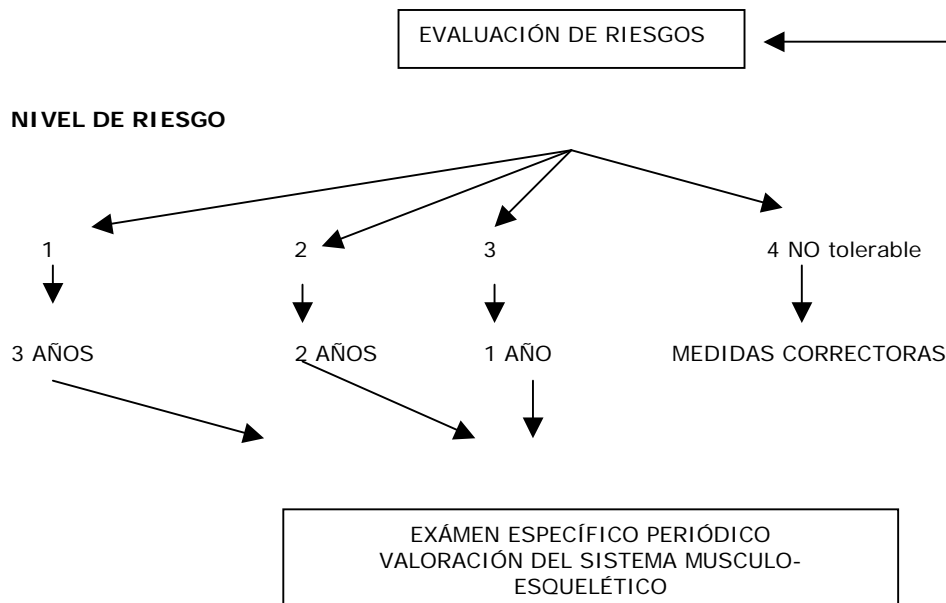 EVALUACIÓN DE RIESGOS
NIVEL DE RIESGO
1 2 3 4 NO tolerable
3 AÑOS 2 AÑOS 1 AÑO MEDIDAS CORRECTORAS
EXÁMEN ESPECÍFICO PERIÓDICO
VALORACIÓN DEL SISTEMA MUSCULO-
ESQUELÉTICO